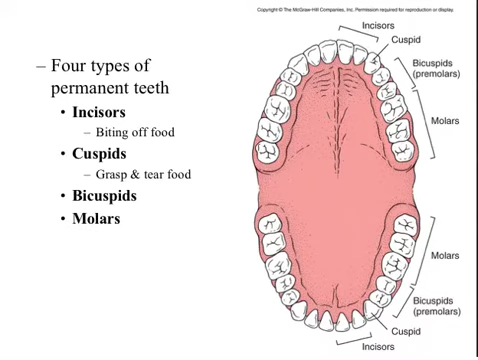 Copyright © The McGraw-Hill Companies, Inc. Permission required for reproduction or display.
– Four types of
permanent teeth
• Incisors
– Biting off food
• Cuspids
– Grasp & tear food
• Bicuspids
• Molars
Incisors
Cuspid
Bicuspids
(premolars)
Molars
Molars
Bicuspids
(premolars)
Cuspid
Incisors